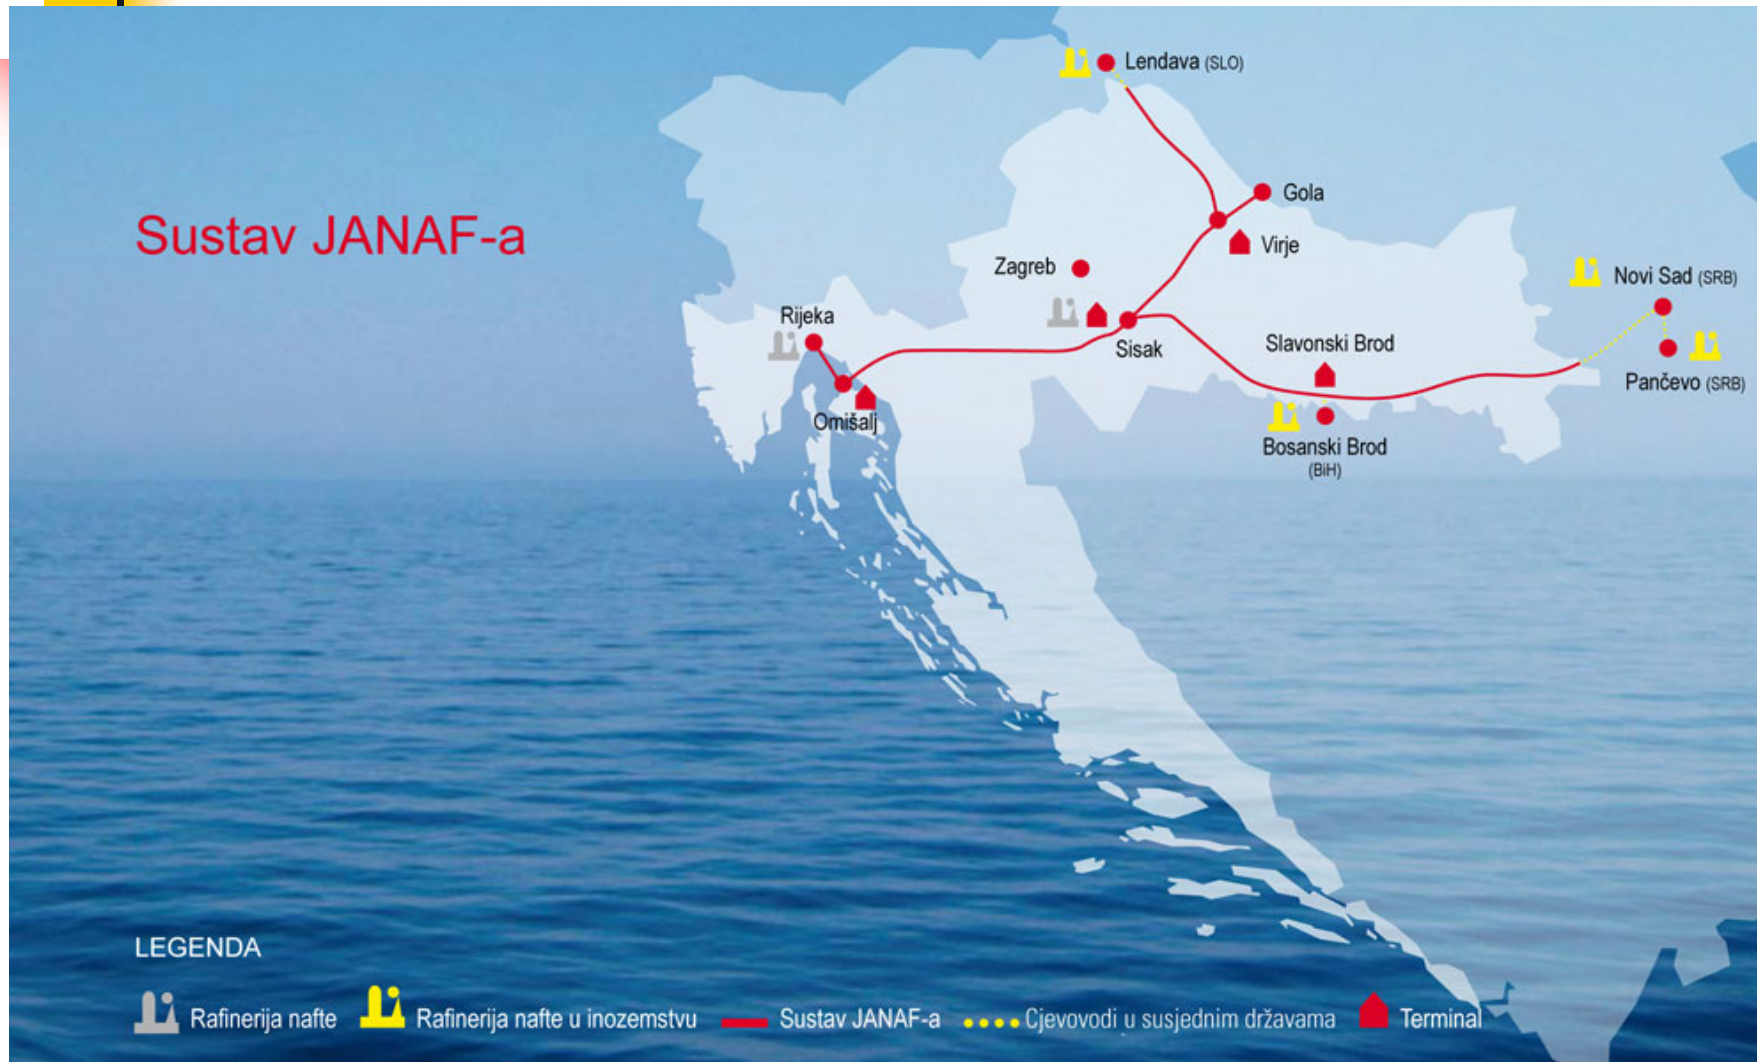 Lendava (SLO)
Gola
Sustav JANAF-a
Virje
Zagreb
Novi Sad (SRB)
Rijeka
Sisak
Slavonski Brod
Pančevo (SRB)
Omišalj
Bosanski Brod
(BiH)
LEGENDA
Rafinerija nafte
Rafinerija nafte u inozemstvu
Sustav JANAF-a
Cjevovodi u susjednim državama
Terminal